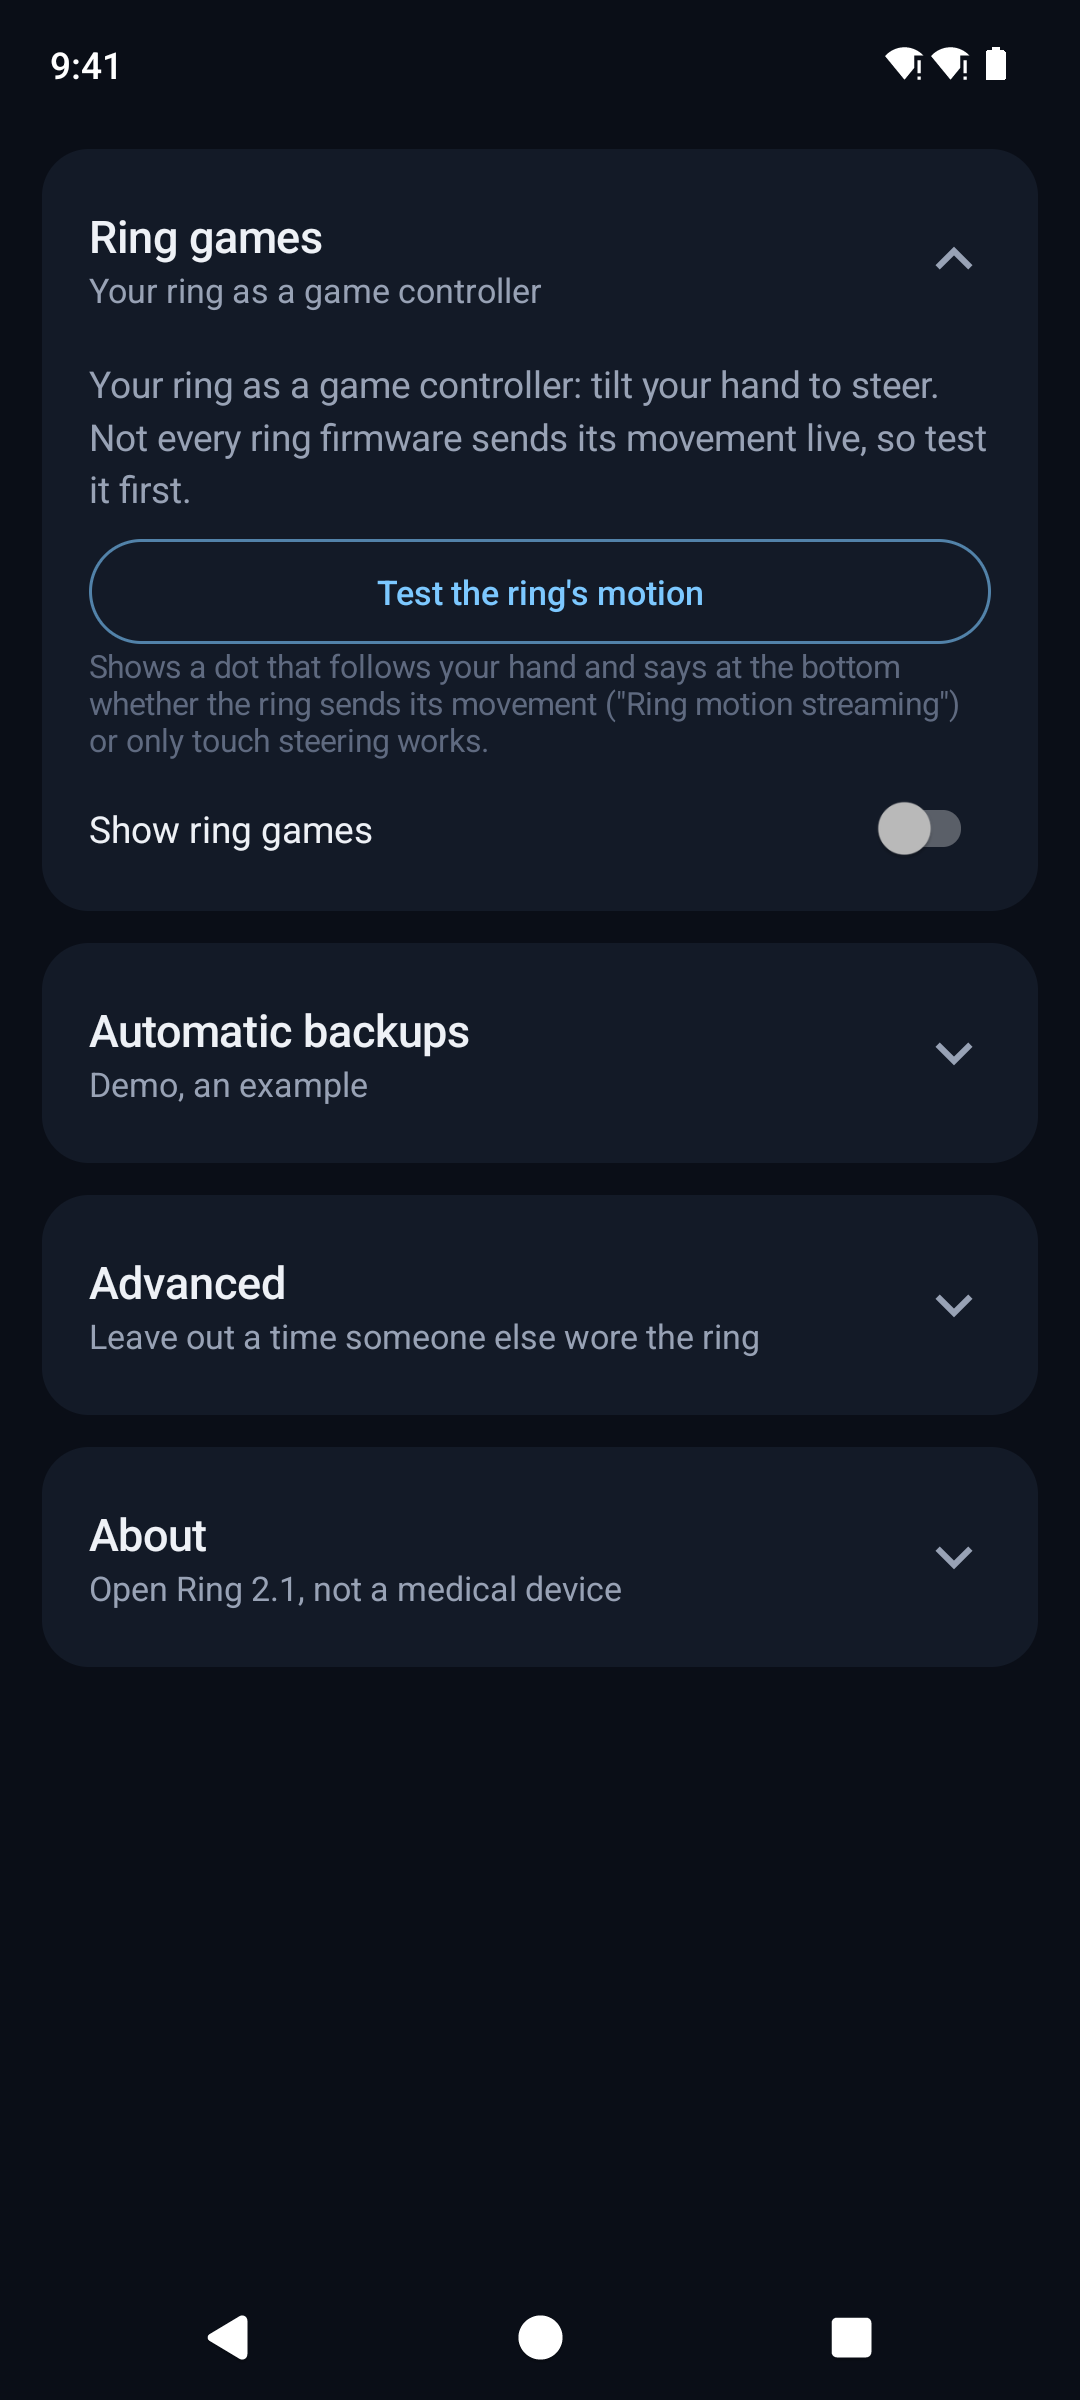 9:41
Ring games
Your ring as a game controller
Your ring as a game controller: tilt your hand to steer.
Not every ring firmware sends its movement live, so test
it first.
Test the ring's motion
Shows a dot that follows your hand and says at the bottom
whether the ring sends its movement ("Ring motion streaming")
or only touch steering works.
Show ring games
Automatic backups
Demo, an example
Advanced
Leave out a time someone else wore the ring
About
Open Ring 2.1, not a medical device